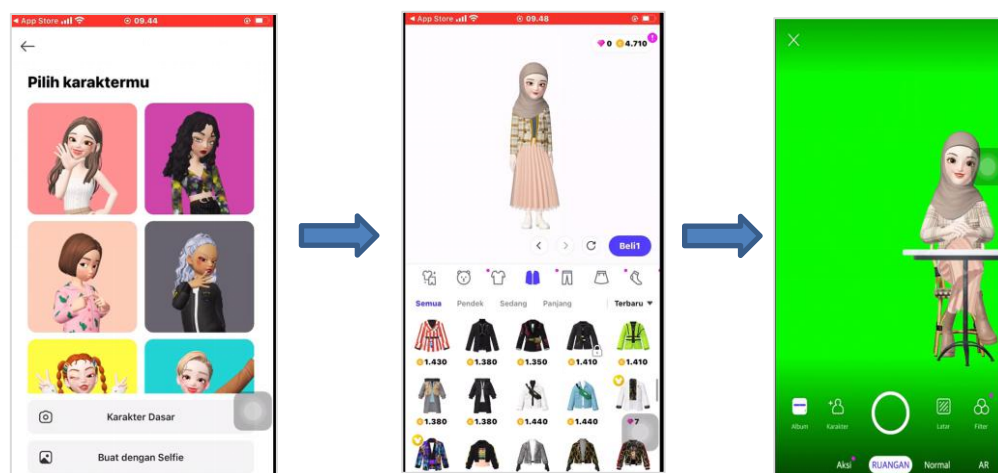 App Store
09.44
Pilih karaktermu
Karakter Dasar
Buat dengan Selfie
App Store
09.48
0 4.710
Beli1
Semua Pendek Sedang Panjang Terbaru
1.430 1.380 1.350 1.410 1.410
1.380 1.380 1.440 1.440 7
Album Karakter Latar Filter
Aksi RUANGAN Normal AR